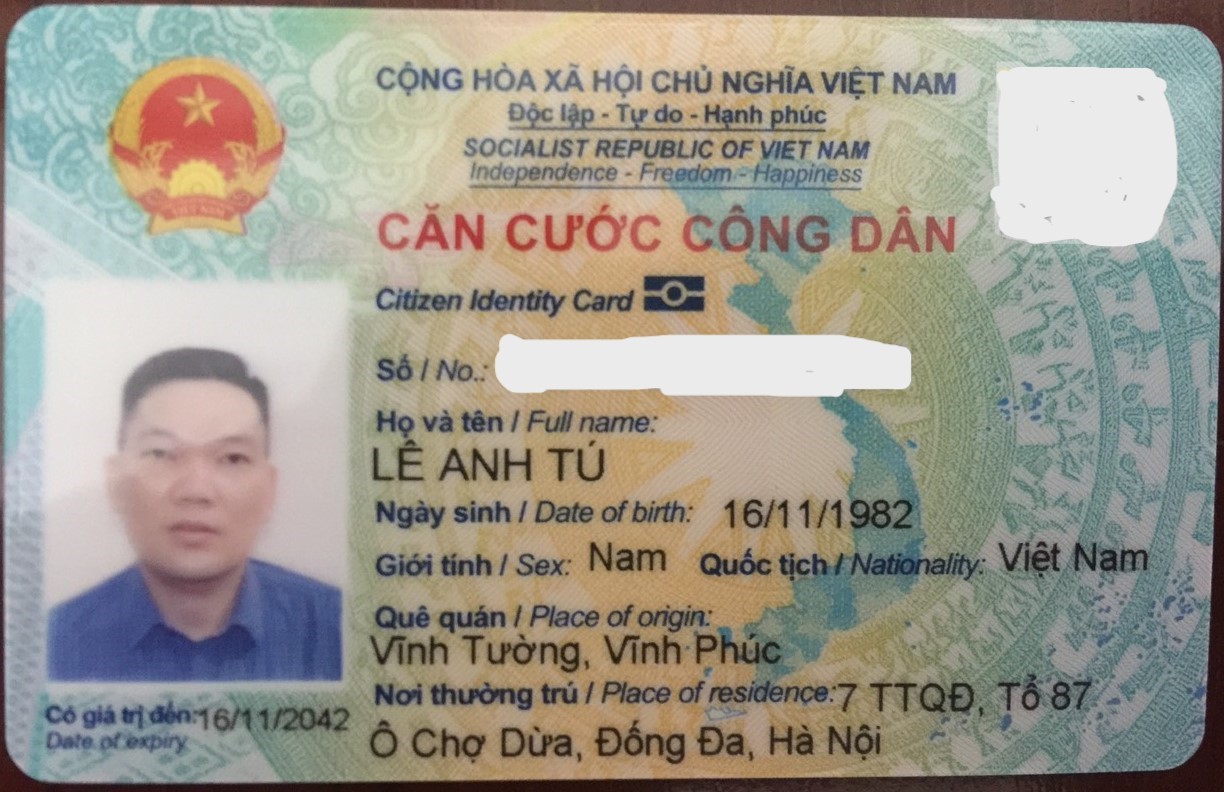 CỘNG HÒA XÃ HỘI CHỦ NGHĨA VIỆT NAM
Độc lập - Tự do - Hạnh phúc
SOCIALIST REPUBLIC OF VIET NAM
Independence - Freedom - Happiness
CĂN CƯỚC CÔNG DÂN
Citizen Identity Card
Số / No.:
Họ và tên / Full name:
LÊ ANH TÚ
Ngày sinh / Date of birth: 16/11/1982
Giới tính / Sex: Nam Quốc tịch / Nationality: Việt Nam
Quê quán / Place of origin:
Vĩnh Tường, Vĩnh Phúc
Nơi thường trú / Place of residence: 7 TTQĐ, Tổ 87
Ô Chợ Dừa, Đống Đa, Hà Nội
Có giá trị đến: 16/11/2042
Date of expiry